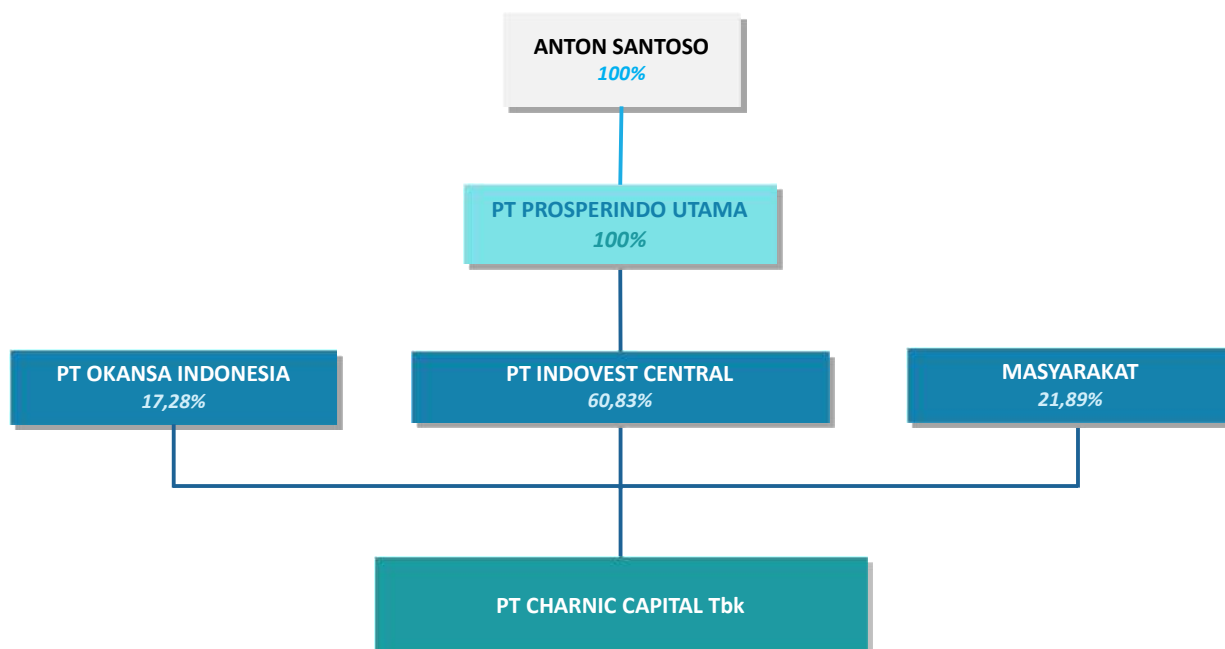 ANTON SANTOSO
100%
PT PROSPERINDO UTAMA
100%
PT OKANSA INDONESIA
17,28%
PT INDOVEST CENTRAL
60,83%
MASYARAKAT
21,89%
PT CHARNIC CAPITAL Tbk